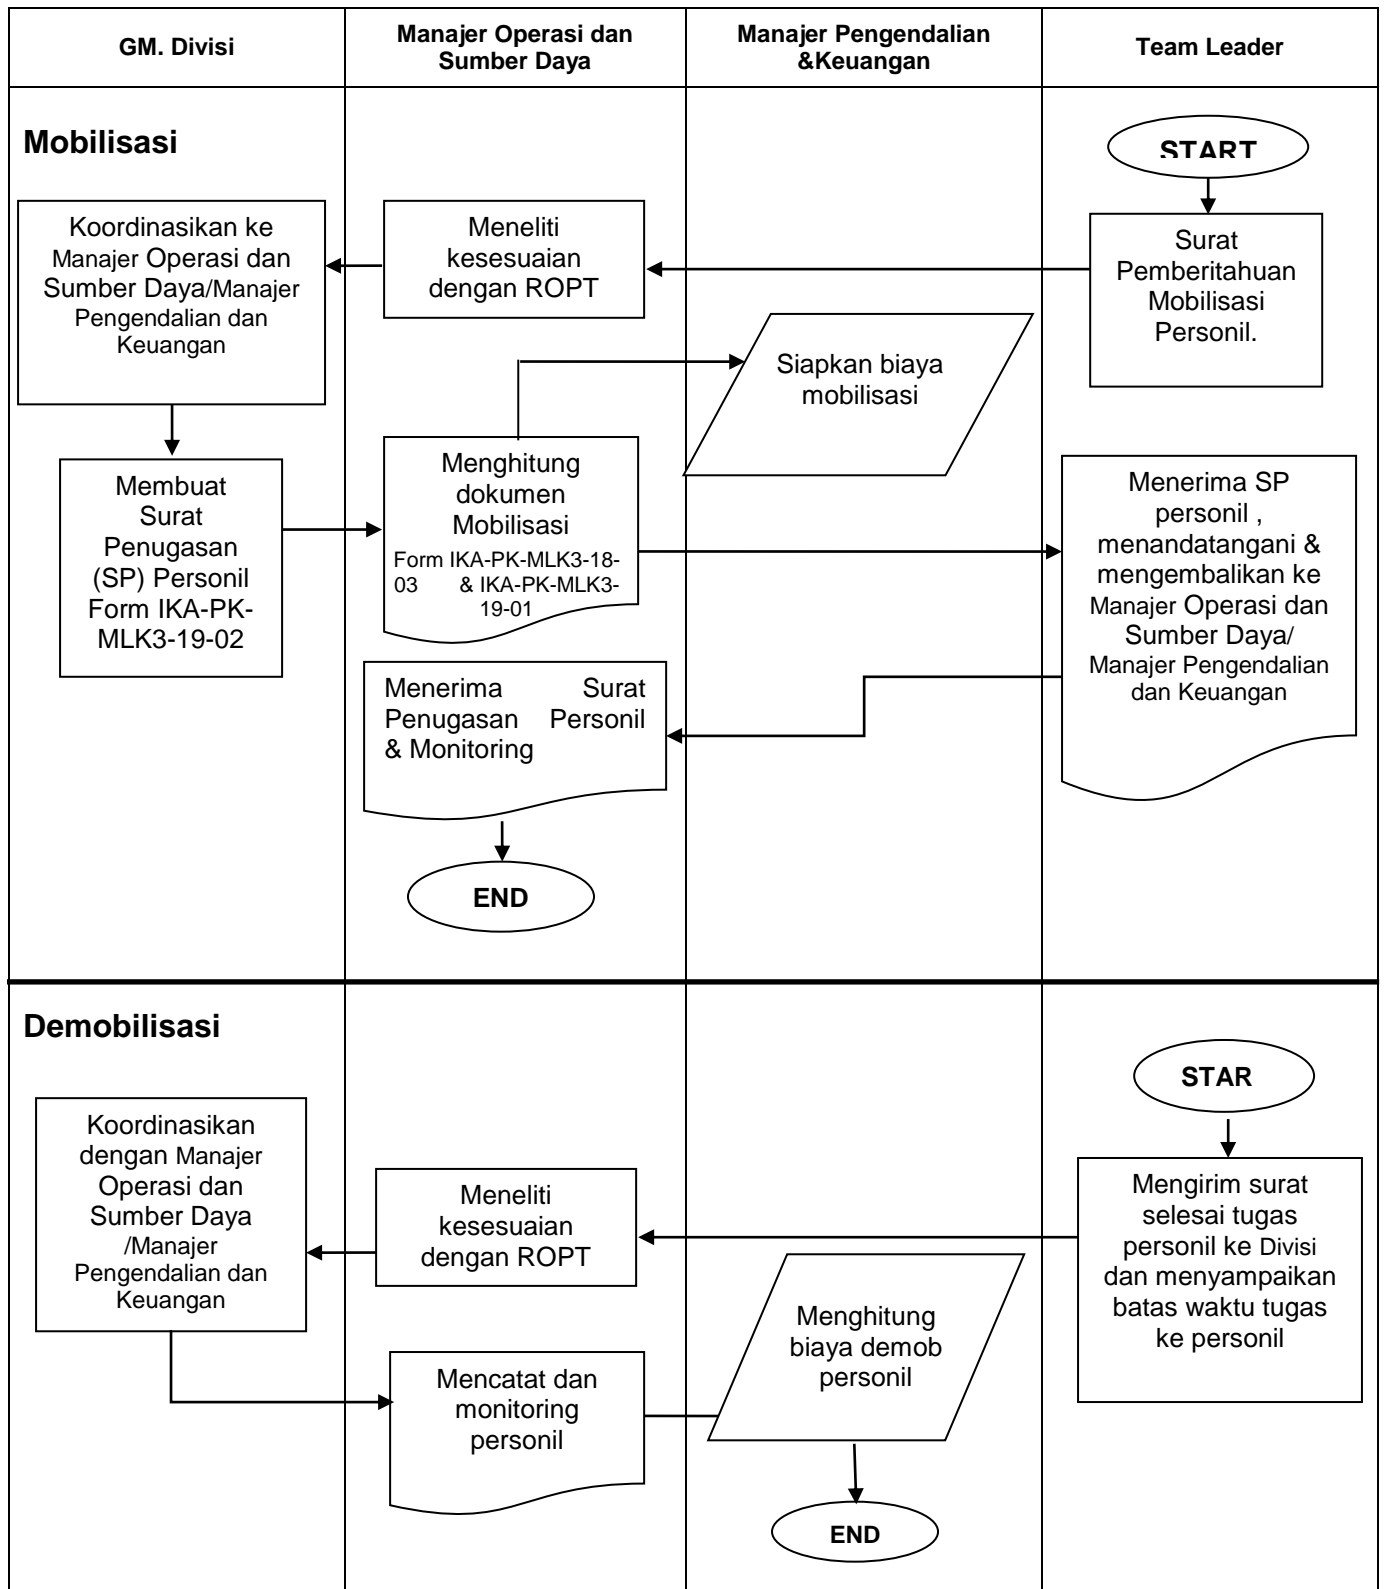 GM. Divisi
Manajer Operasi dan
Sumber Daya
Manajer Pengendalian
&Keuangan
Team Leader
Mobilisasi
START
Koordinasikan ke
Manajer Operasi dan
Sumber Daya/Manajer
Pengendalian dan
Keuangan
Meneliti
kesesuaian
dengan ROPT
Surat
Pemberitahuan
Mobilisasi
Personil.
Siapkan biaya
mobilisasi
Membuat
Surat
Penugasan
(SP) Personil
Form IKA-PK-
MLK3-19-02
Menghitung
dokumen
Mobilisasi
Form IKA-PK-MLK3-18-
03 & IKA-PK-MLK3-
19-01
Menerima SP
personil ,
menandatangani &
mengembalikan ke
Manajer Operasi dan
Sumber Daya/
Manajer Pengendalian
dan Keuangan
Menerima Surat
Penugasan Personil
& Monitoring
END
Demobilisasi
STAR
Koordinasikan
dengan Manajer
Operasi dan
Sumber Daya
/Manajer
Pengendalian dan
Keuangan
Meneliti
kesesuaian
dengan ROPT
Mengirim surat
selesai tugas
personil ke Divisi
dan menyampaikan
batas waktu tugas
ke personil
Menghitung
biaya demob
personil
Mencatat dan
monitoring
personil
END